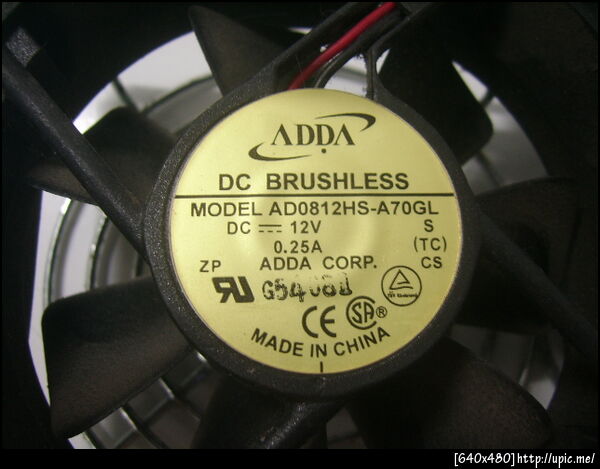 ADDA
DC BRUSHLESS
MODEL AD0812HS-A70GL
DC 12V S
0.25A (TC)
ZP ADDA CORP. CS
CE SA ®
MADE IN CHINA
[640x480]http://upic.me/